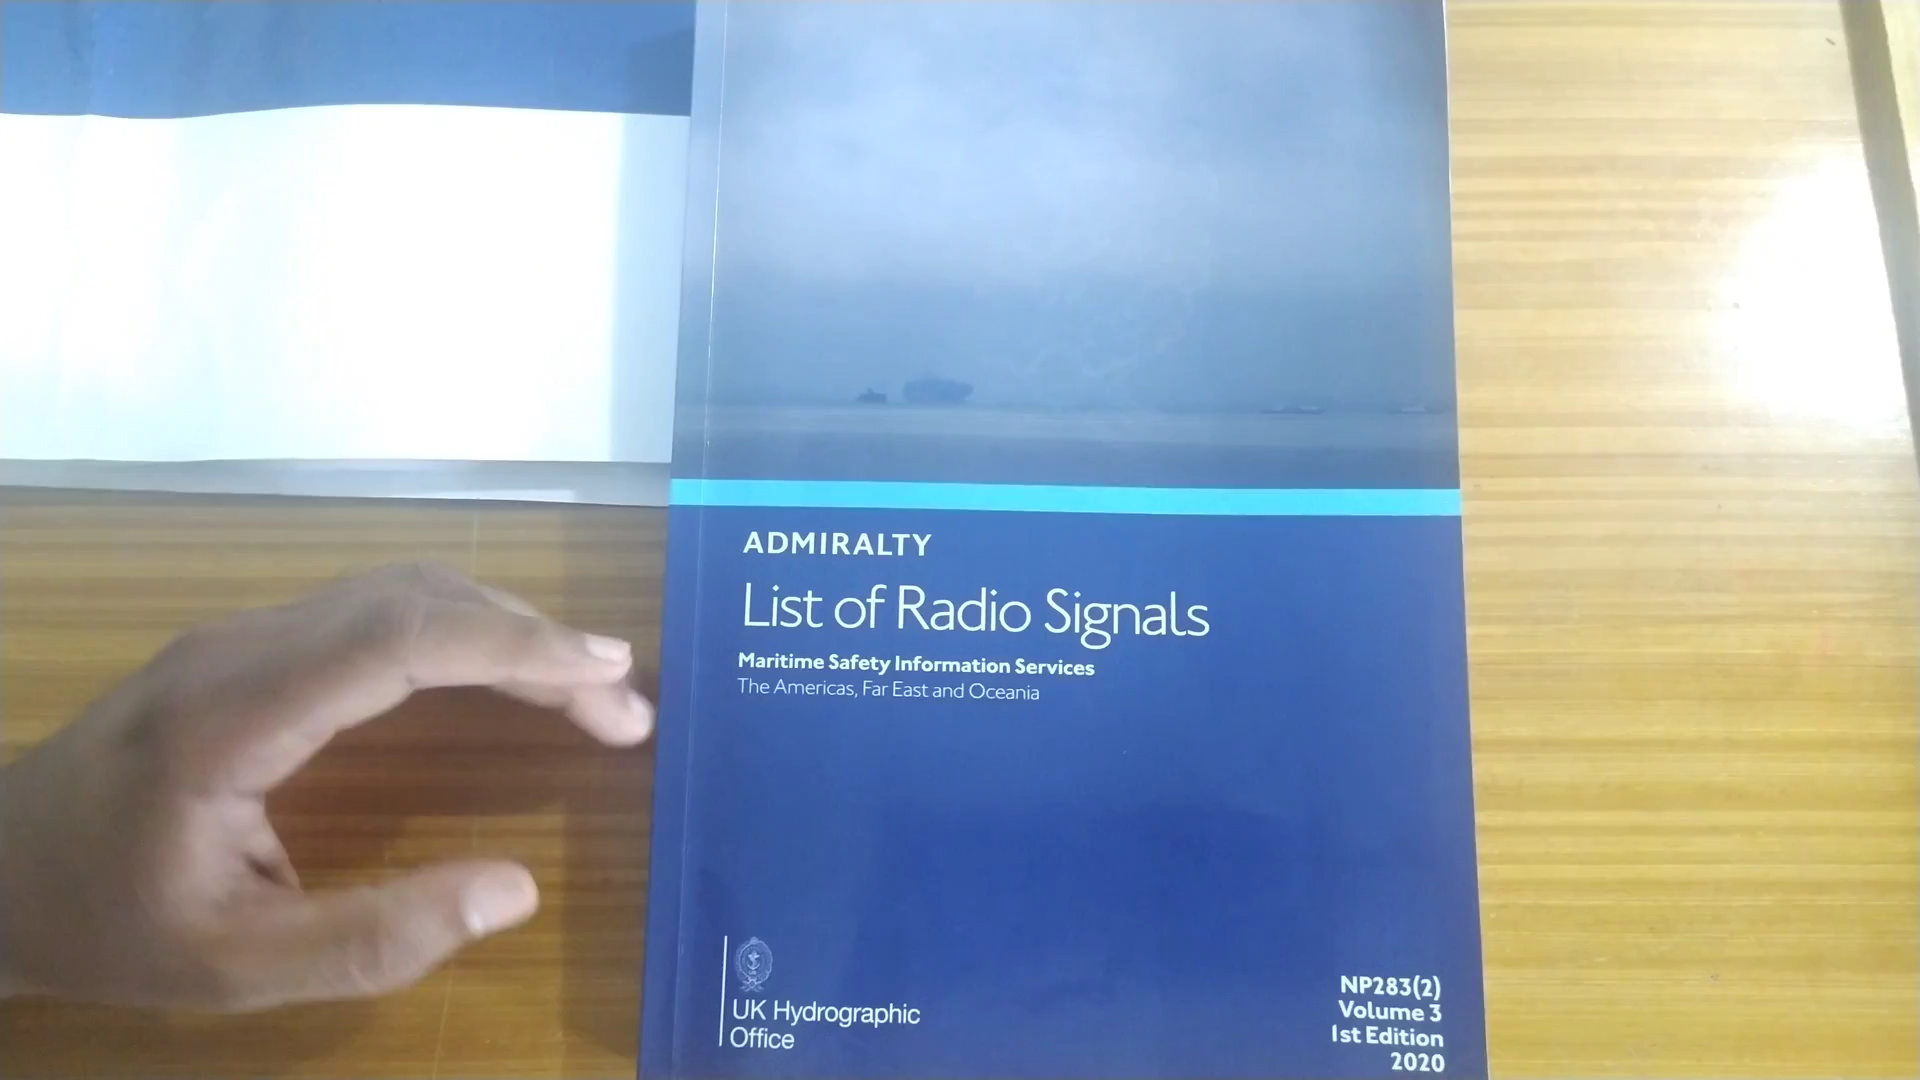 ADMIRALTY
List of Radio Signals
Maritime Safety Information Services
The Americas, Far East and Oceania
UK Hydrographic
Office
NP283(2)
Volume 3
1st Edition
2020